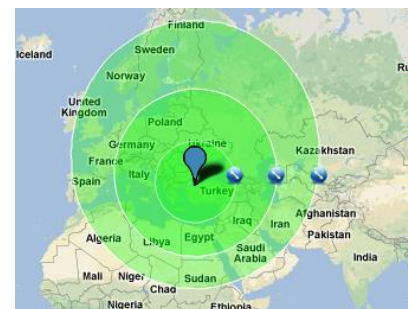 Finland
Iceland
Sweden
Norway
United
Kingdom
Poland
Germany
Ukraine
France
Kazakhstan
Spain
Italy
Turkey
Afghanistan
Iraq
Iran
Algeria
Libya
Egypt
Pakistan
Saudi
Arabia
India
Mali
Niger
Chad
Sudan
Nigeria
Ethiopia